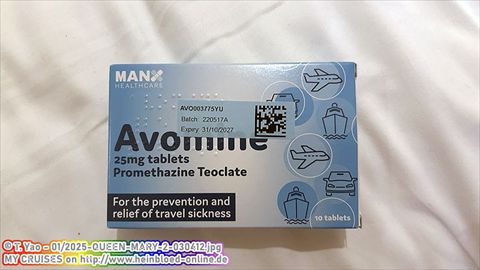 MANX
HEALTHCARE
AVO003775YU
Batch: 220517A
Expiry: 31/10/2027
Avomine
25mg tablets
Promethazine Teoclate
For the prevention and
relief of travel sickness
10 tablets
©T. Yao - 01/2025-QUEEN-MARY-2-030412.jpg
MY CRUISES on http://www.heinbloed-online.de